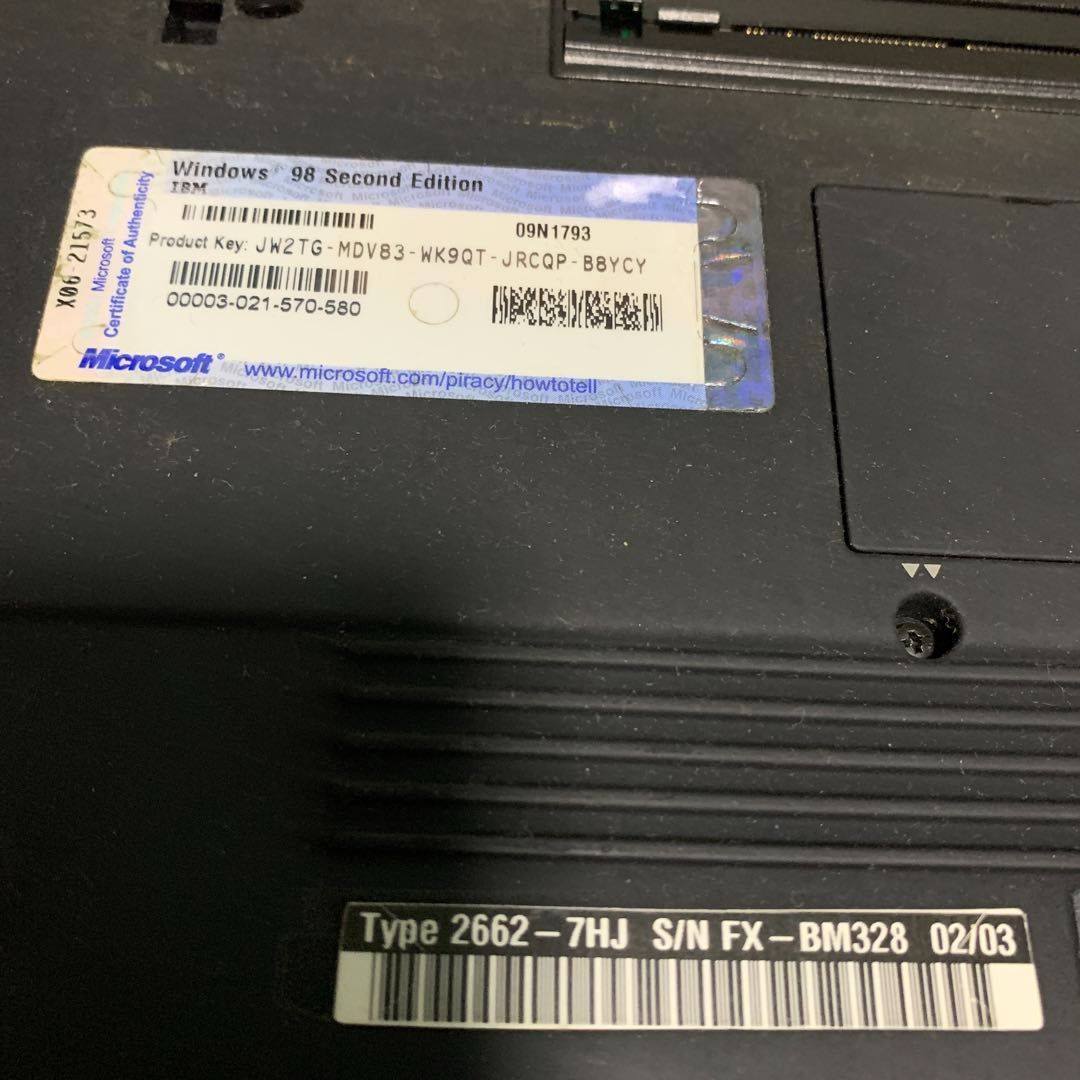 Windows 98 Second Edition
IBM
09N1793
Product Key: JW2TG-MDV83-WK9QT-JRCQP-B8YCY
00003-021-570-580
X06-21573
Microsoft
Certificate of Authenticity
Microsoft®
www.microsoft.com/piracy/howtotell
Type 2662-7HJ S/N FX-BM328 02/03